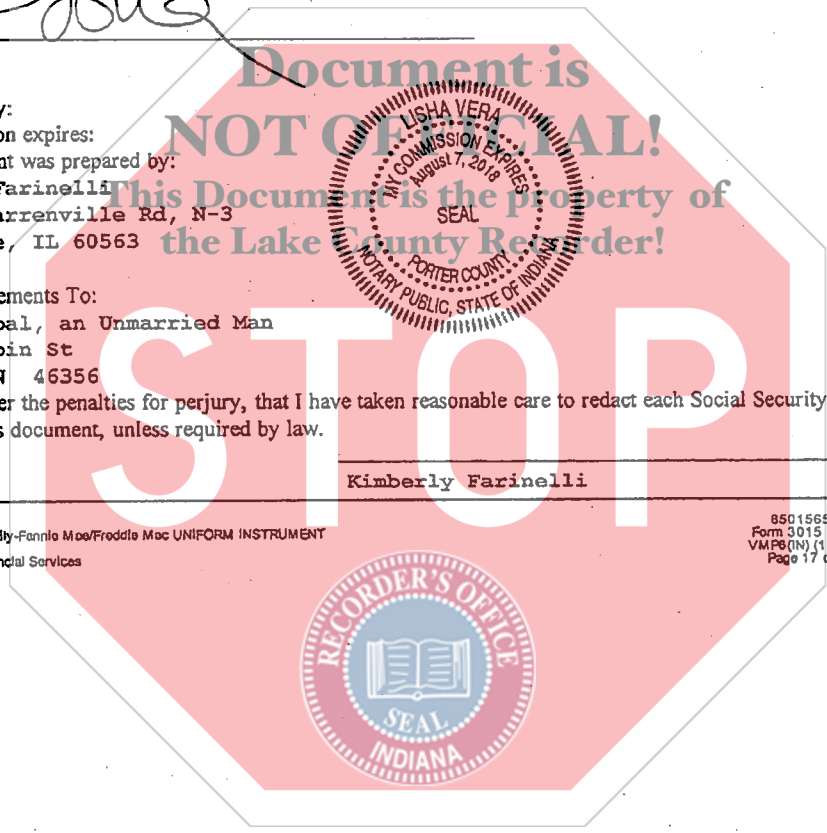 Document is
NOT OFFICIAL!
This Document is the property of
the Lake County Recorder!
y:
on expires:
nt was prepared by:
Farinelli
arrenville Rd, N-3
e, IL 60563
LISHA VERA
MY COMMISSION EXPIRES
August 7, 2018
SEAL
PORTER COUNTY
NOTARY PUBLIC, STATE OF INDIANA
ements To:
bal, an Unmarried Man
bin St
N 46356
er the penalties for perjury, that I have taken reasonable care to redact each Social Security
s document, unless required by law.
STOP
Kimberly Farinelli
ily-Fannie Mae/Freddie Mac UNIFORM INSTRUMENT
ncial Services
8501565
Form 3015
VMP6(IN) (1
Page 17 o
RECORDER'S OFFICE
SEAL
INDIANA